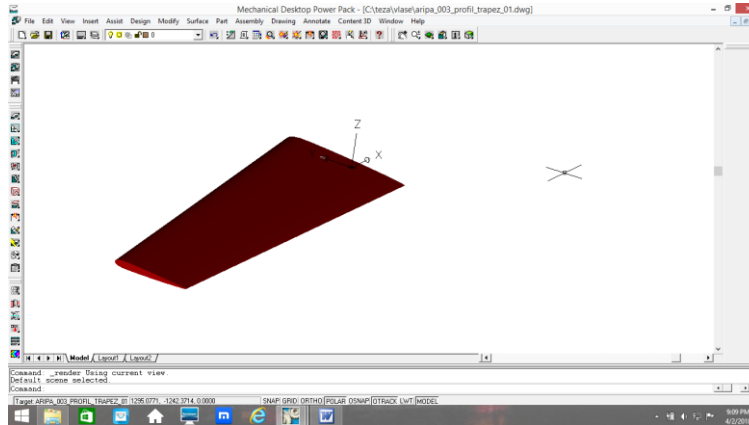 Mechanical Desktop Power Pack - [C:\teza\vlase\aripa_003_profil_trapez_01.dwg]
File Edit View Insert Assist Design Modify Surface Part Assembly Drawing Annotate Content 3D Window Help
0
Z
X
Model Layout1 Layout2
Command: _render Using current view.
Default scene selected.
Command:
Target: ARIPA_003_PROFIL_TRAPEZ_01 1295.0771, -1242.3714, 0.0000 SNAP GRID ORTHO POLAR OSNAP OTRACK LWT MODEL
9:09 PM